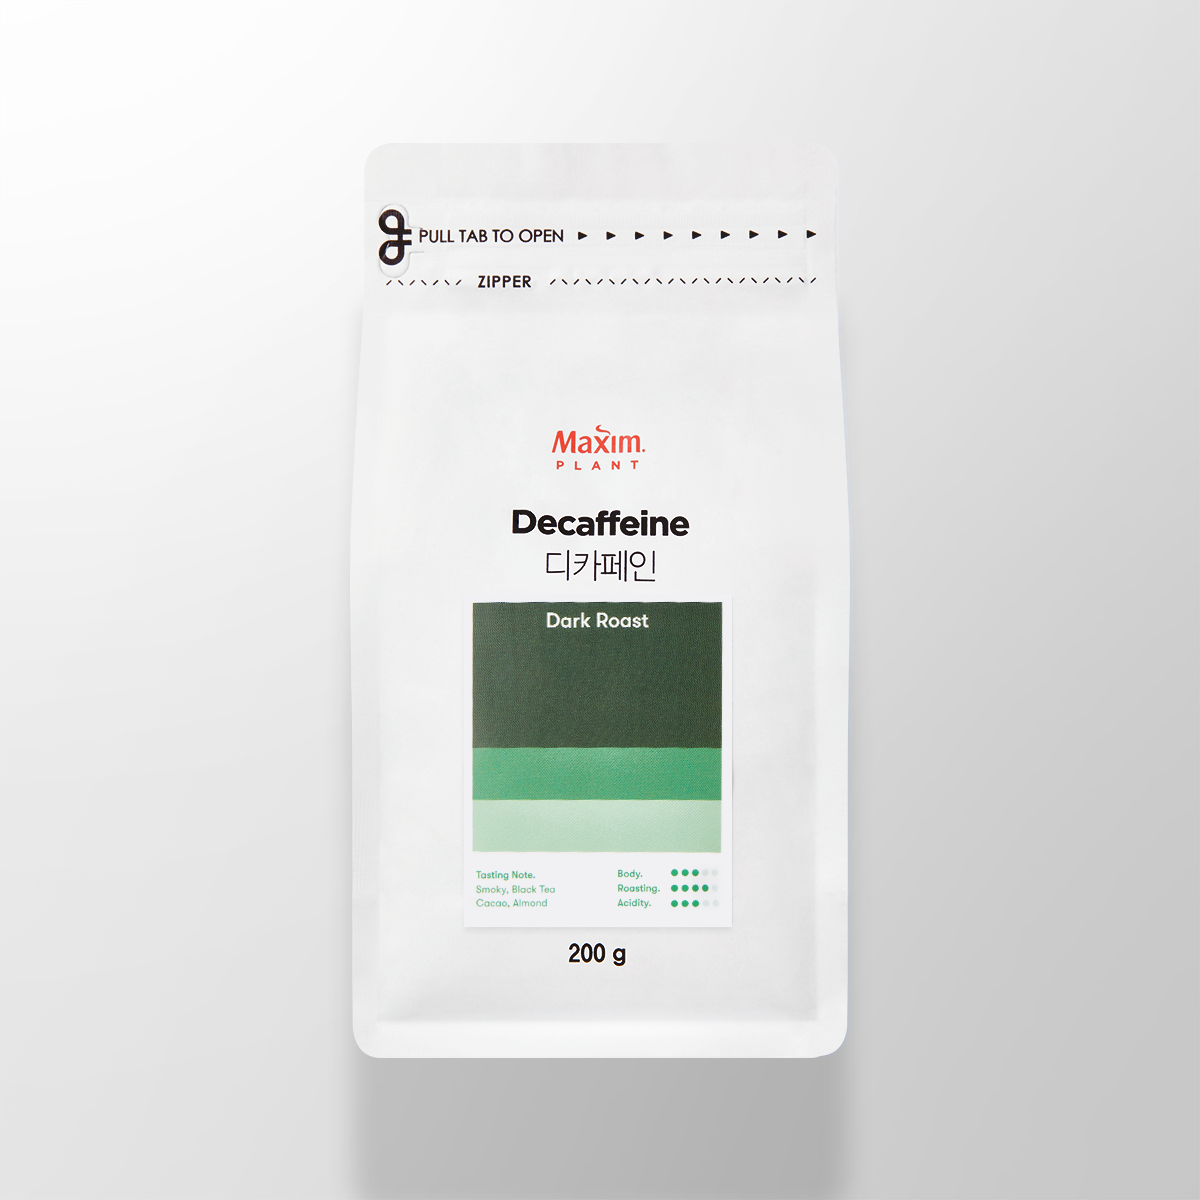 PULL TAB TO OPEN
ZIPPER
Maxim.
PLANT
Decaffeine
디카페인
Dark Roast
Tasting Note.
Smoky, Black Tea
Cacao, Almond
Body.
Roasting.
Acidity.
200 g